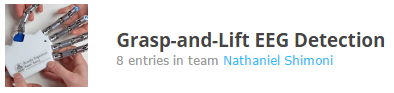 Grasp-and-Lift EEG Detection
8 entries in team Nathaniel Shimoni